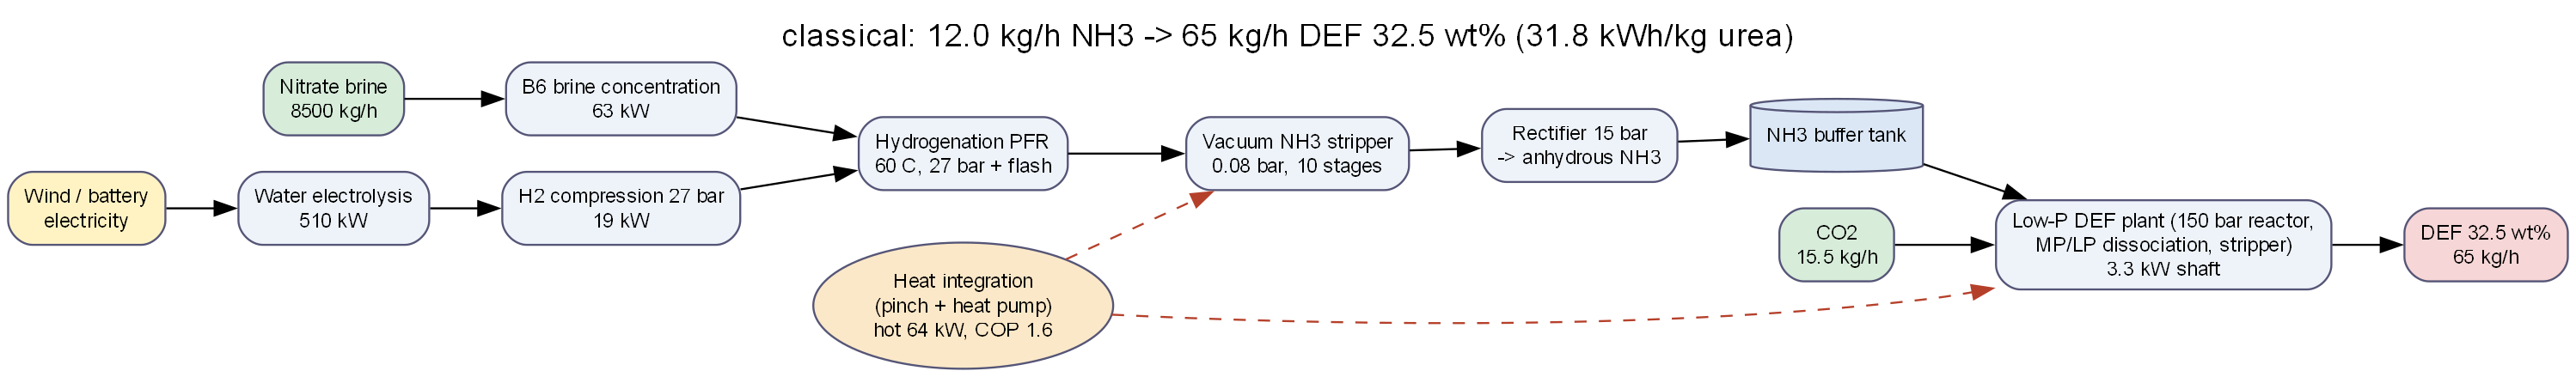 classical: 12.0 kg/h NH3 -> 65 kg/h DEF 32.5 wt% (31.8 kWh/kg urea)
Nitrate brine
8500 kg/h
B6 brine concentration
63 kW
Wind / battery
electricity
Water electrolysis
510 kW
H2 compression 27 bar
19 kW
Hydrogenation PFR
60 C, 27 bar + flash
Vacuum NH3 stripper
0.08 bar, 10 stages
Rectifier 15 bar
-> anhydrous NH3
NH3 buffer tank
Heat integration
(pinch + heat pump)
hot 64 kW, COP 1.6
CO2
15.5 kg/h
Low-P DEF plant (150 bar reactor,
MP/LP dissociation, stripper)
3.3 kW shaft
DEF 32.5 wt%
65 kg/h